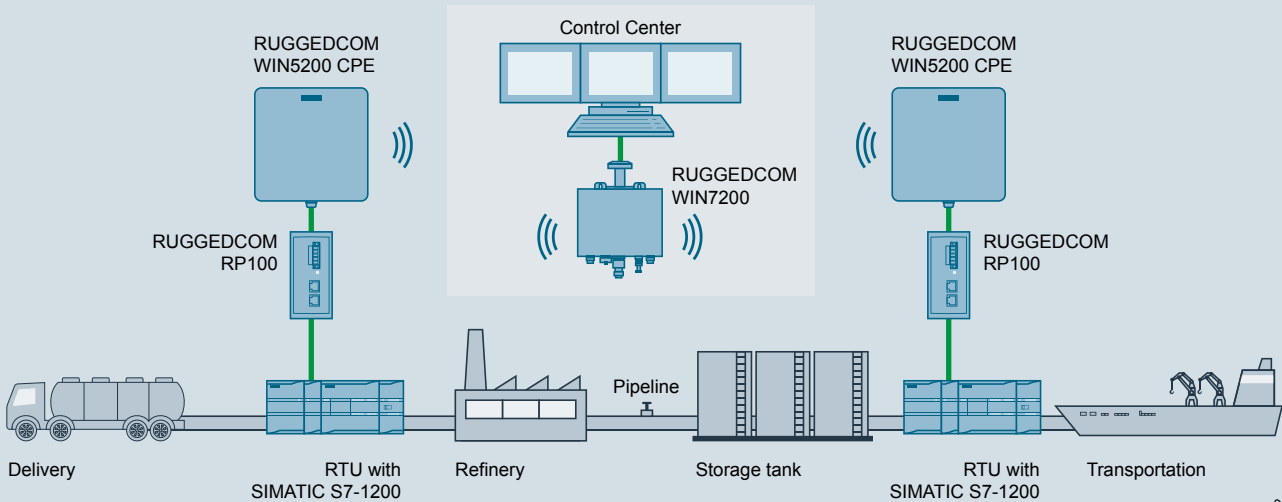 Control Center
RUGGEDCOM
WIN5200 CPE
RUGGEDCOM
WIN5200 CPE
RUGGEDCOM
WIN7200
RUGGEDCOM
RP100
RUGGEDCOM
RP100
Pipeline
Delivery
RTU with
SIMATIC S7-1200
Refinery
Storage tank
RTU with
SIMATIC S7-1200
Transportation